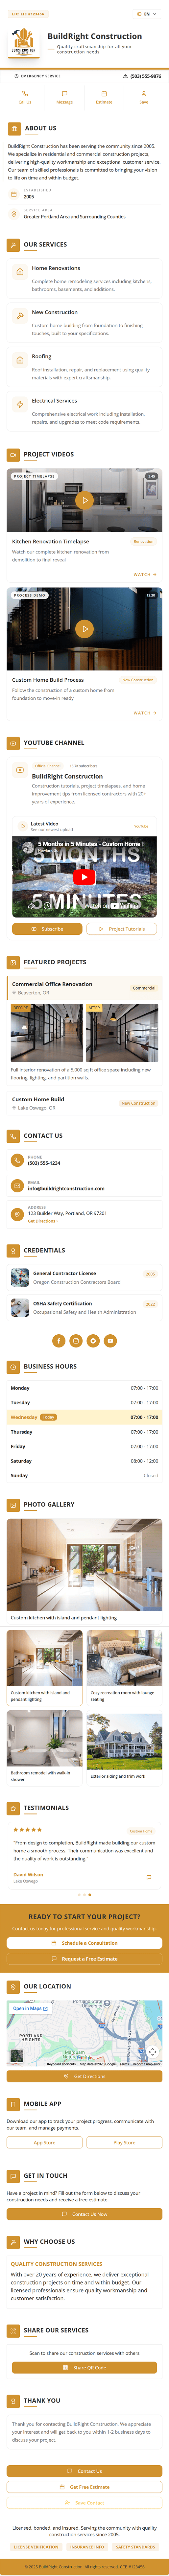 LIC: LIC #123456
EN
BuildRight Construction
Quality craftsmanship for all your
construction needs
EMERGENCY SERVICE
(503) 555-9876
Call Us
Message
Estimate
Save
ABOUT US
BuildRight Construction has been serving the community since 2005.
We specialize in residential and commercial construction projects,
delivering high-quality workmanship and exceptional customer service.
Our team of skilled professionals is committed to bringing your vision
to life on time and within budget.
ESTABLISHED
2005
SERVICE AREA
Greater Portland Area and Surrounding Counties
OUR SERVICES
Home Renovations
Complete home remodeling services including kitchens,
bathrooms, basements, and additions.
New Construction
Custom home building from foundation to finishing
touches, built to your specifications.
Roofing
Roof installation, repair, and replacement using quality
materials with expert craftsmanship.
Electrical Services
Comprehensive electrical work including installation,
repairs, and upgrades to meet code requirements.
PROJECT VIDEOS
PROJECT TIMELAPSE
Kitchen Renovation Timelapse
Renovation
Watch our complete kitchen renovation from
demolition to final reveal
WATCH
PROCESS DEMO
12:30
Custom Home Build Process
New Construction
Follow the construction of a custom home from
foundation to move-in ready
WATCH
YOUTUBE CHANNEL
Official Channel
15.7K subscribers
BuildRight Construction
Construction tutorials, project timelapses, and home
improvement tips from licensed contractors with 20+
years of experience.
Latest Video
See our newest upload
YouTube
5 Months in 5 Minutes - Custom Home B
5 MONTHS
5 MINUTES
Subscribe
Project Tutorials
FEATURED PROJECTS
Commercial Office Renovation
Commercial
Beaverton, OR
BEFORE
AFTER
Full interior renovation of a 5,000 sq ft office space including new
flooring, lighting, and partition walls.
Custom Home Build
New Construction
Lake Oswego, OR
CONTACT US
PHONE
(503) 555-1234
EMAIL
info@buildrightconstruction.com
ADDRESS
123 Builder Way, Portland, OR 97201
Get Directions
CREDENTIALS
General Contractor License
2005
Oregon Construction Contractors Board
OSHA Safety Certification
2022
Occupational Safety and Health Administration
BUSINESS HOURS
Monday 07:00 - 17:00
Tuesday 07:00 - 17:00
Wednesday Today 07:00 - 17:00
Thursday 07:00 - 17:00
Friday 07:00 - 17:00
Saturday 08:00 - 12:00
Sunday Closed
PHOTO GALLERY
Custom kitchen with island and pendant lighting
Custom kitchen with island and
pendant lighting
Cozy recreation room with lounge
seating
Bathroom remodel with walk-in
shower
Exterior siding and trim work
TESTIMONIALS
Custom Home
"From design to completion, BuildRight made building our custom
home a smooth process. Their communication was excellent and
the quality of work is outstanding."
David Wilson
Lake Oswego
READY TO START YOUR PROJECT?
Contact us today for professional service and quality workmanship.
Schedule a Consultation
Request a Free Estimate
OUR LOCATION
Open in Maps
PORTLAND
HEIGHTS
Keyboard shortcuts Map data ©2025 Google Terms Report a map error
Get Directions
MOBILE APP
Download our app to track your project progress, communicate with
our team, and manage payments.
App Store
Play Store
GET IN TOUCH
Have a project in mind? Fill out the form below to discuss your
construction needs and receive a free estimate.
Contact Us Now
WHY CHOOSE US
QUALITY CONSTRUCTION SERVICES
With over 20 years of experience, we deliver exceptional
construction projects on time and within budget. Our
licensed professionals ensure quality workmanship and
customer satisfaction.
SHARE OUR SERVICES
Scan to share our construction services with others
Share QR Code
THANK YOU
Thank you for contacting BuildRight Construction. We appreciate
your interest and will get back to you within 1-2 business days to
discuss your project.
Contact Us
Get Free Estimate
Save Contact
Licensed, bonded, and insured. Serving the community with quality
construction services since 2005.
LICENSE VERIFICATION
INSURANCE INFO
SAFETY STANDARDS
© 2025 BuildRight Construction. All rights reserved. CCB #123456